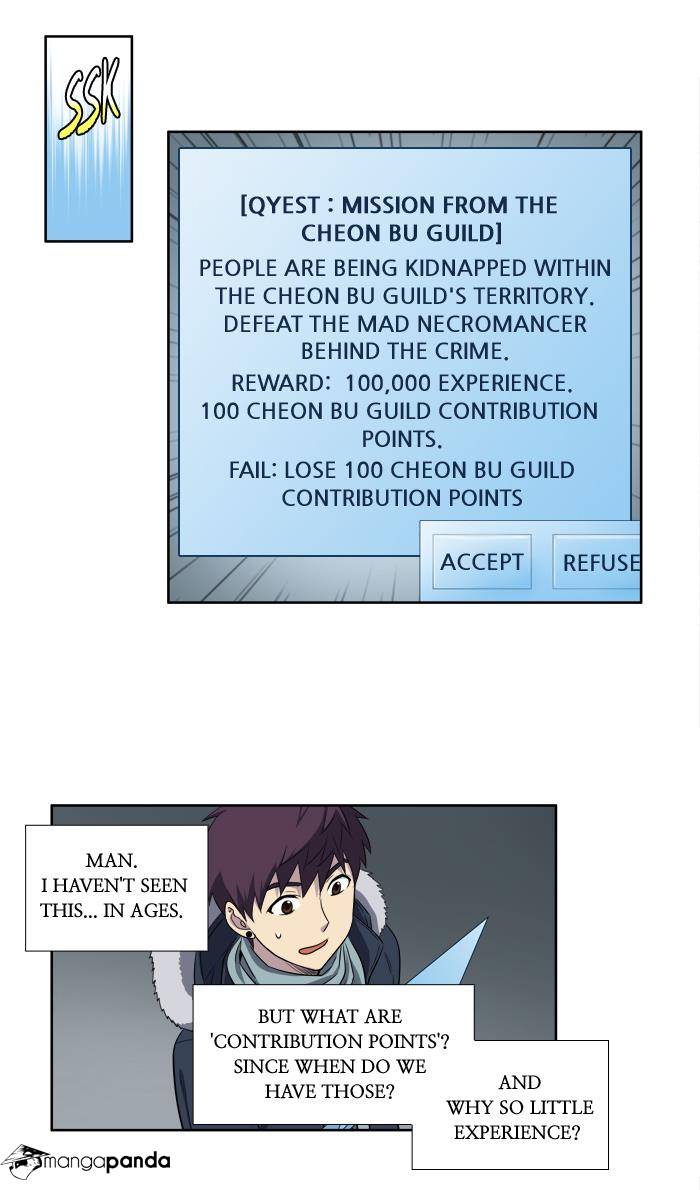 SSK
[QYEST : MISSION FROM THE
CHEON BU GUILD]
PEOPLE ARE BEING KIDNAPPED WITHIN
THE CHEON BU GUILD'S TERRITORY.
DEFEAT THE MAD NECROMANCER
BEHIND THE CRIME.
REWARD: 100,000 EXPERIENCE.
100 CHEON BU GUILD CONTRIBUTION
POINTS.
FAIL: LOSE 100 CHEON BU GUILD
CONTRIBUTION POINTS
ACCEPT
REFUSE
MAN.
I HAVEN'T SEEN
THIS... IN AGES.
BUT WHAT ARE
'CONTRIBUTION POINTS'?
SINCE WHEN DO WE
HAVE THOSE?
AND
WHY SO LITTLE
EXPERIENCE?
mangapanda